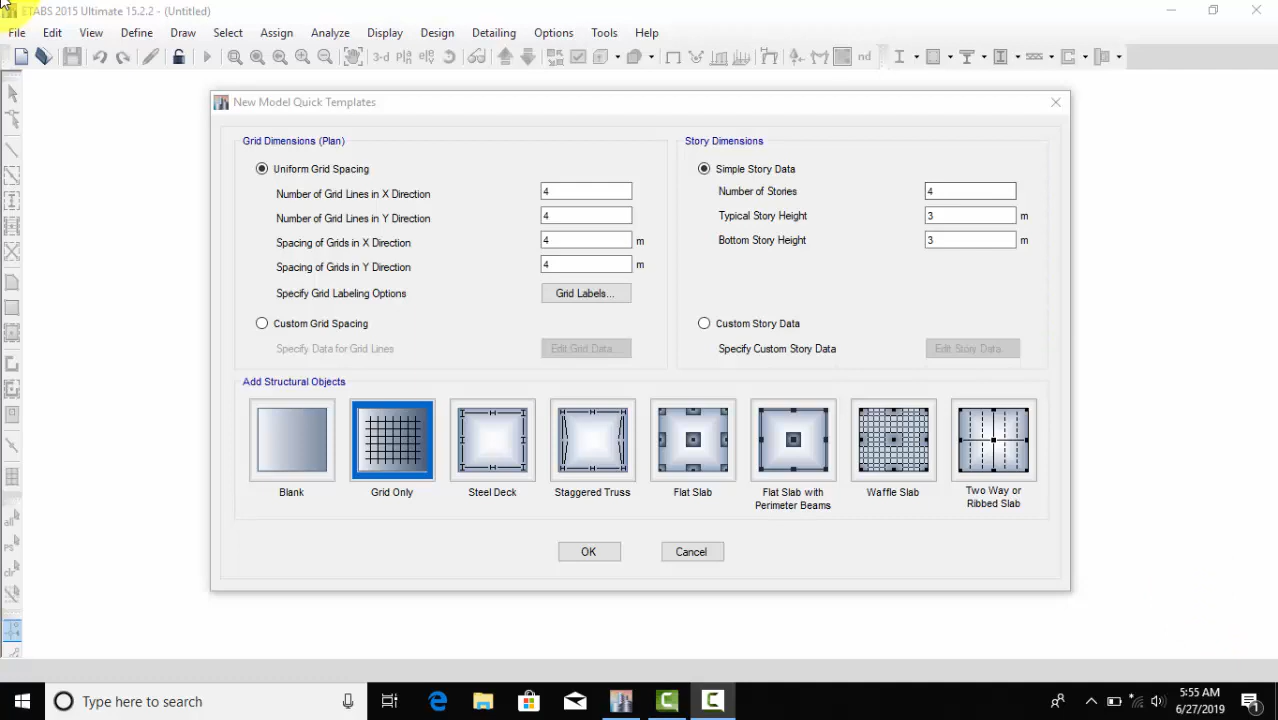 ETABS 2015 Ultimate 15.2.2 - (Untitled)
File Edit View Define Draw Select Assign Analyze Display Design Detailing Options Tools Help
3-d nd
New Model Quick Templates
Grid Dimensions (Plan)
Uniform Grid Spacing
Number of Grid Lines in X Direction 4
Number of Grid Lines in Y Direction 4
Spacing of Grids in X Direction 4 m
Spacing of Grids in Y Direction 4 m
Specify Grid Labeling Options Grid Labels...
Custom Grid Spacing
Specify Data for Grid Lines Edit Grid Data...
Story Dimensions
Simple Story Data
Number of Stories 4
Typical Story Height 3 m
Bottom Story Height 3 m
Custom Story Data
Specify Custom Story Data Edit Story Data...
Add Structural Objects
Blank
Grid Only
Steel Deck
Staggered Truss
Flat Slab
Flat Slab with
Perimeter Beams
Waffle Slab
Two Way or
Ribbed Slab
OK Cancel
all
ps
clr
Type here to search
5:55 AM
6/27/2019
1